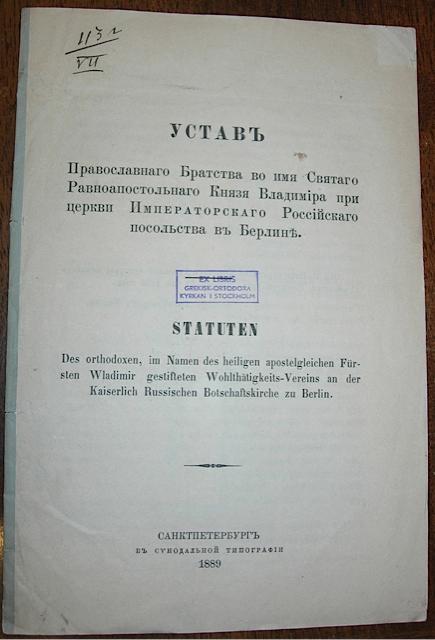 113 г
VII
УСТАВЪ
Православнаго Братства во имя Святаго
Равноапостольнаго Князя Владиміра при
церкви Императорскаго Россійскаго
посольства въ Берлинѣ.
EX LIBRIS
GREKISK-ORTODOXA
KYRKAN I STOCKHOLM
STATUTEN
Des orthodoxen, im Namen des heiligen apostelgleichen Für-
sten Wladimir gestifteten Wohlthätigkeits-Vereins an der
Kaiserlich Russischen Botschaftskirche zu Berlin.
САНКТПЕТЕРБУРГЪ
ВЪ СѴНОДАЛЬНОЙ ТИПОГРАФІИ
1889